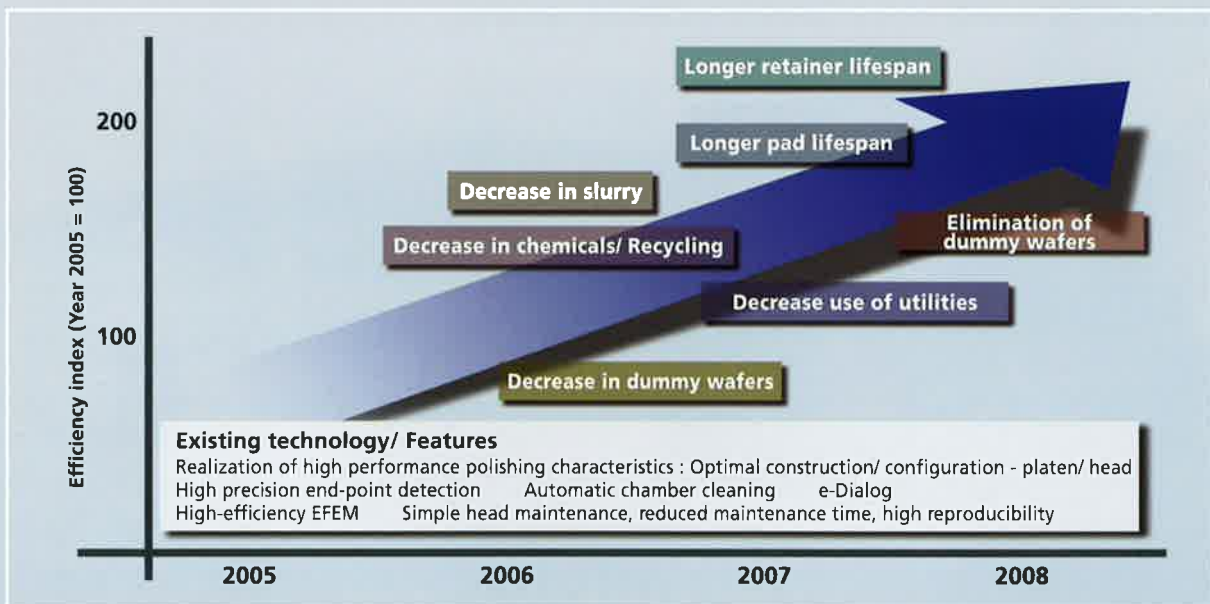 Longer retainer lifespan
200
Longer pad lifespan
Decrease in slurry
Decrease in chemicals/ Recycling
Elimination of
dummy wafers
Decrease use of utilities
100
Decrease in dummy wafers
Efficiency index (Year 2005 = 100)
Existing technology/ Features
Realization of high performance polishing characteristics : Optimal construction/ configuration - platen/ head
High precision end-point detection Automatic chamber cleaning e-Dialog
High-efficiency EFEM Simple head maintenance, reduced maintenance time, high reproducibility
2005 2006 2007 2008